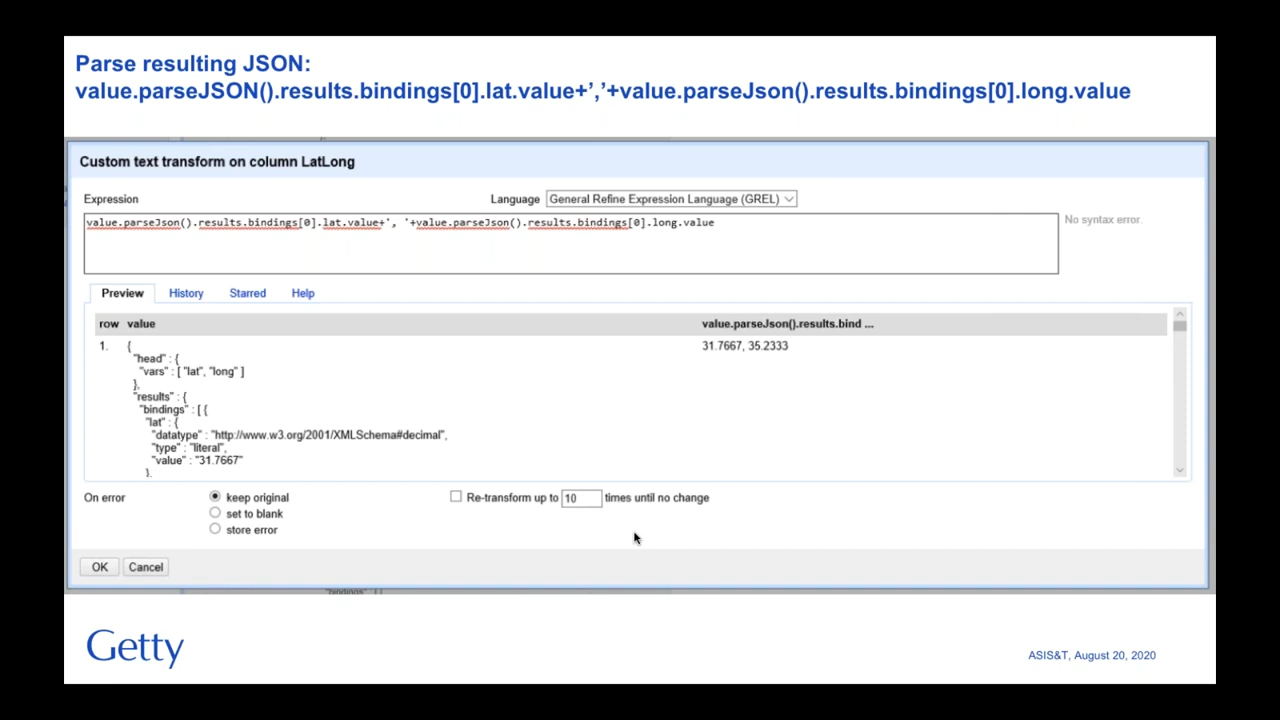 Parse resulting JSON:
value.parseJSON().results.bindings[0].lat.value+’,’+value.parseJson().results.bindings[0].long.value
Custom text transform on column LatLong
Expression
Language General Refine Expression Language (GREL)
value.parseJson().results.bindings[0].lat.value+', '+value.parseJson().results.bindings[0].long.value
No syntax error.
Preview History Starred Help
row value value.parseJson().results.bind ...
1. { 31.7667, 35.2333
"head" : {
"vars" : [ "lat", "long" ]
},
"results" : {
"bindings" : [ {
"lat" : {
"datatype" : "http://www.w3.org/2001/XMLSchema#decimal",
"type" : "literal",
"value" : "31.7667"
},
On error
keep original
Re-transform up to 10 times until no change
set to blank
store error
OK Cancel
Getty
ASIS&T, August 20, 2020